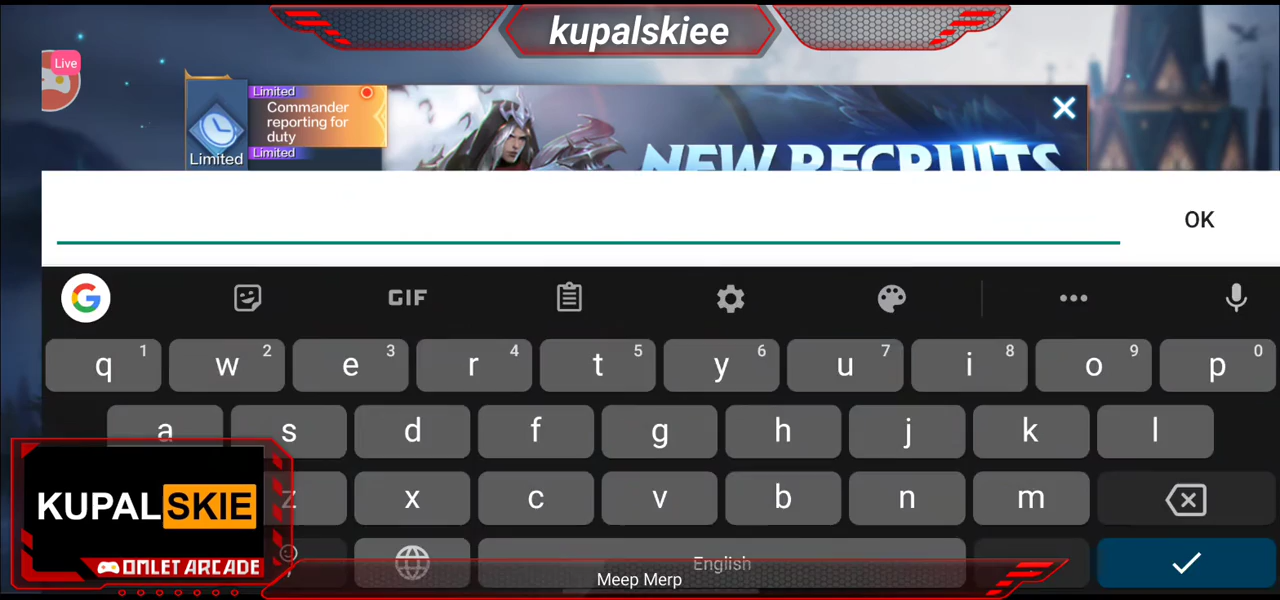 kupalskiee
Live
Limited
Commander
reporting for
duty
Limited
Limited
NEW RECRUITS
OK
G
GIF
q 1 w 2 e 3 r 4 t 5 y 6 u 7 i 8 o 9 p 0
a s d f g h j k l
z x c v b n m
KUPALSKIE
OMLET ARCADE
,
English
Meep Merp